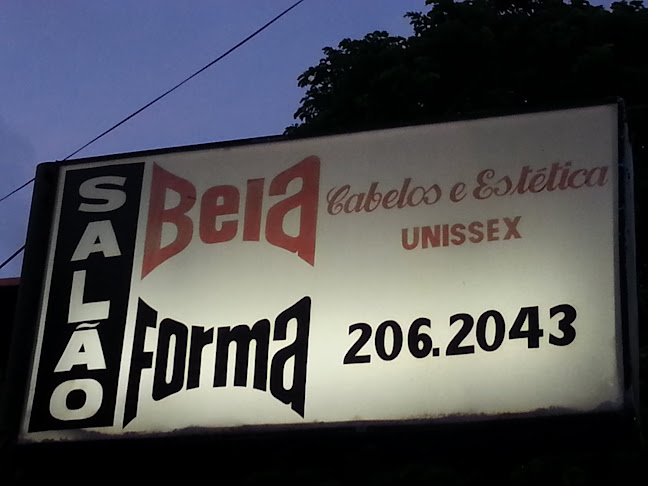 SALÃO
Bela
Forma
Cabelos e Estética
UNISSEX
206.2043